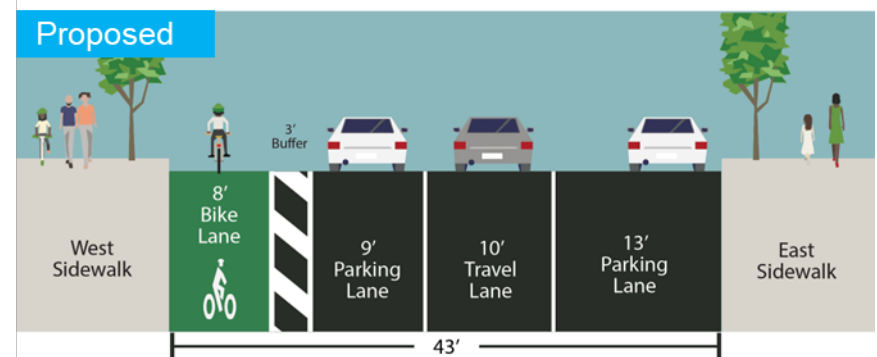 Proposed
3’
Buffer
8’
Bike
Lane
West
Sidewalk
9’
Parking
Lane
10’
Travel
Lane
13’
Parking
Lane
East
Sidewalk
43’